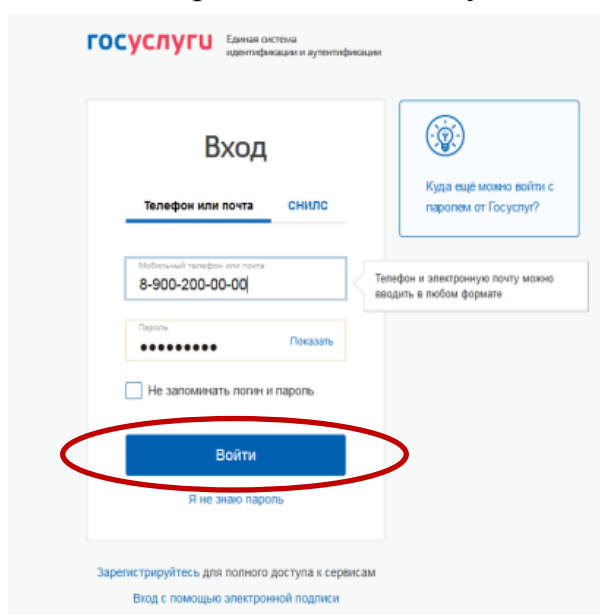 госуслуги Единая система
идентификации и аутентификации
Вход
Телефон или почта СНИЛС
Куда ещё можно войти с
паролем от Госуслуг?
Мобильный телефон или почта
8-900-200-00-00
Телефон и электронную почту можно
вводить в любом формате
Пароль
●●●●●●●●● Показать
Не запоминать логин и пароль
Войти
Я не знаю пароль
Зарегистрируйтесь для полного доступа к сервисам
Вход с помощью электронной подписи